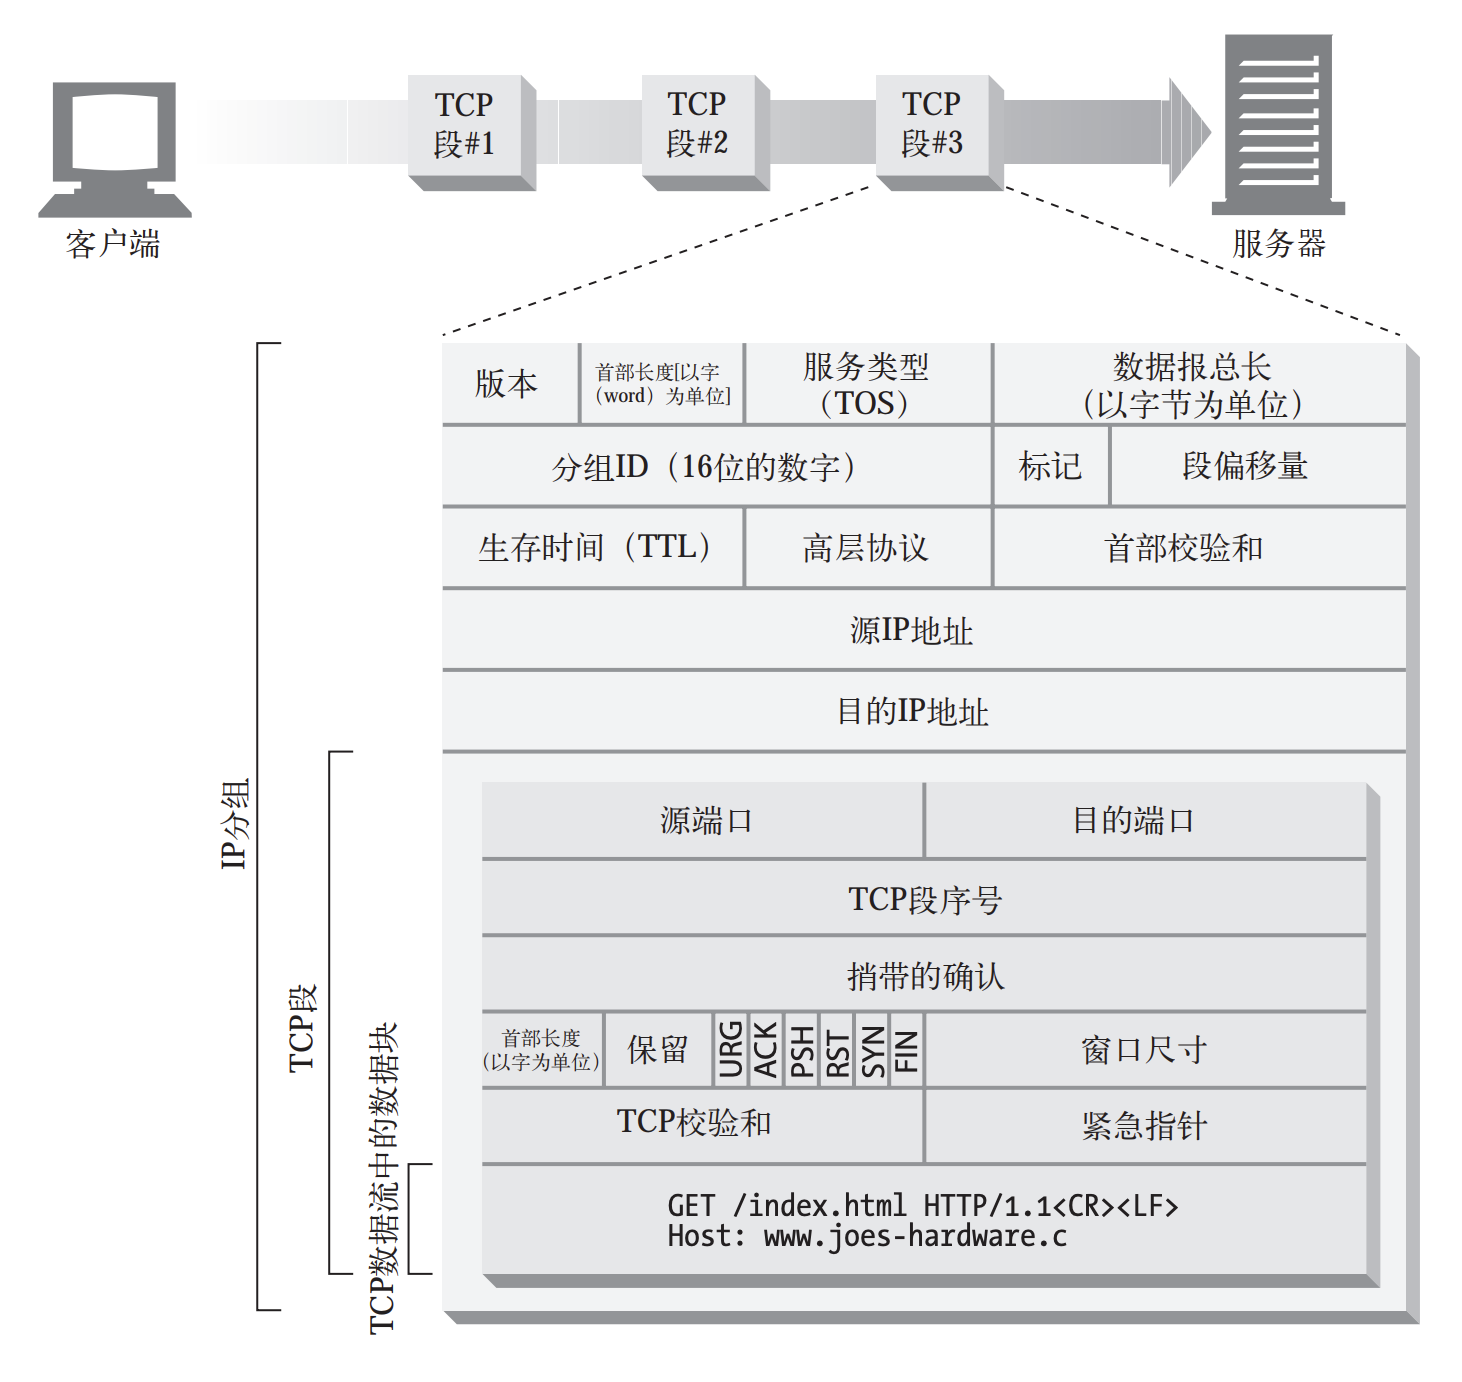 TCP
段#1
TCP
段#2
TCP
段#3
客户端
服务器
版本
首部长度[以字
（word）为单位]
服务类型
（TOS）
数据报总长
（以字节为单位）
分组ID（16位的数字）
标记
段偏移量
生存时间（TTL）
高层协议
首部校验和
源IP地址
目的IP地址
IP分组
TCP段
TCP数据流中的数据块
源端口
目的端口
TCP段序号
捎带的确认
首部长度
(以字为单位)
保留
URG
ACK
PSH
RST
SYN
FIN
窗口尺寸
TCP校验和
紧急指针
GET /index.html HTTP/1.1<CR><LF>
Host: www.joes-hardware.c